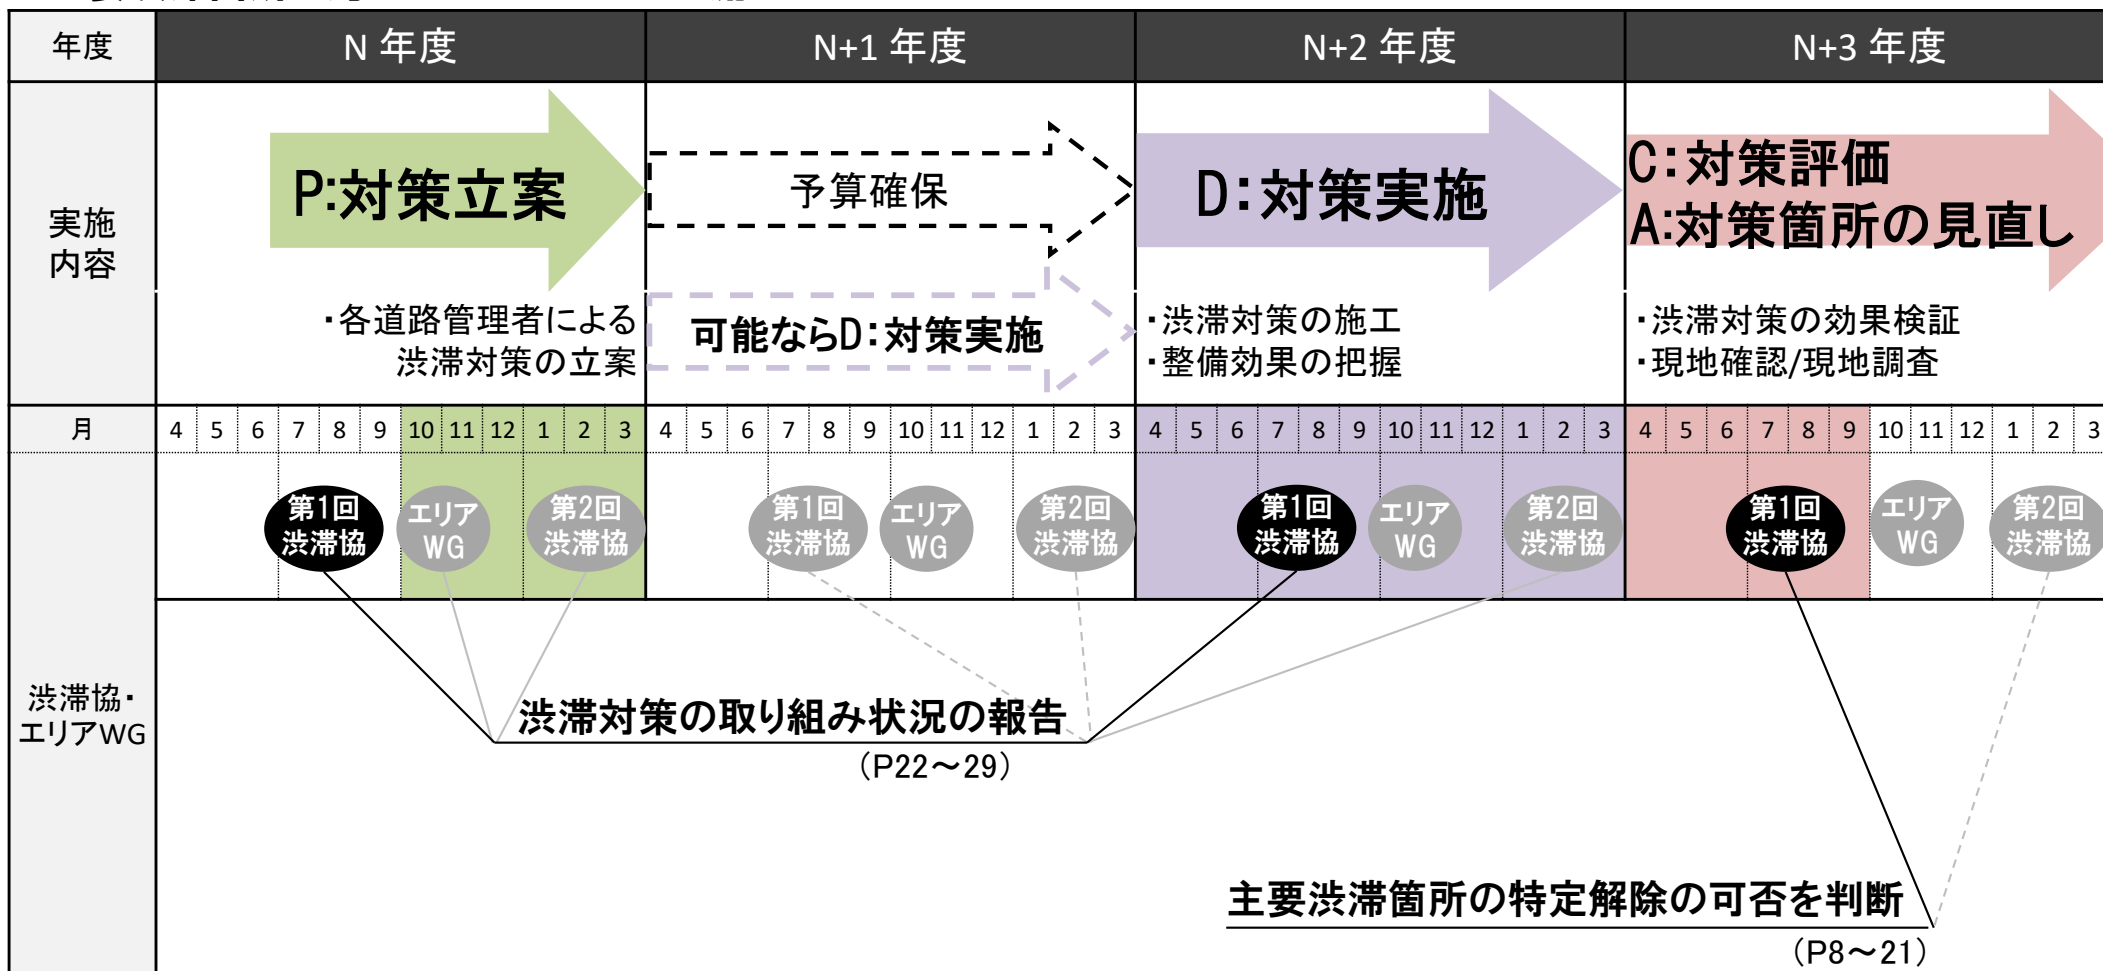 年度
N 年度
N+1 年度
N+2 年度
N+3 年度
実施
内容
P:対策立案
・各道路管理者による
渋滞対策の立案
予算確保
可能ならD:対策実施
D:対策実施
・渋滞対策の施工
・整備効果の把握
C:対策評価
A:対策箇所の見直し
・渋滞対策の効果検証
・現地確認/現地調査
月
4 5 6 7 8 9 10 11 12 1 2 3 4 5 6 7 8 9 10 11 12 1 2 3 4 5 6 7 8 9 10 11 12 1 2 3 4 5 6 7 8 9 10 11 12 1 2 3
渋滞協・
エリアWG
第1回
渋滞協
エリア
WG
第2回
渋滞協
第1回
渋滞協
エリア
WG
第2回
渋滞協
第1回
渋滞協
エリア
WG
第2回
渋滞協
第1回
渋滞協
エリア
WG
第2回
渋滞協
渋滞対策の取り組み状況の報告
(P22～29)
主要渋滞箇所の特定解除の可否を判断
(P8～21)